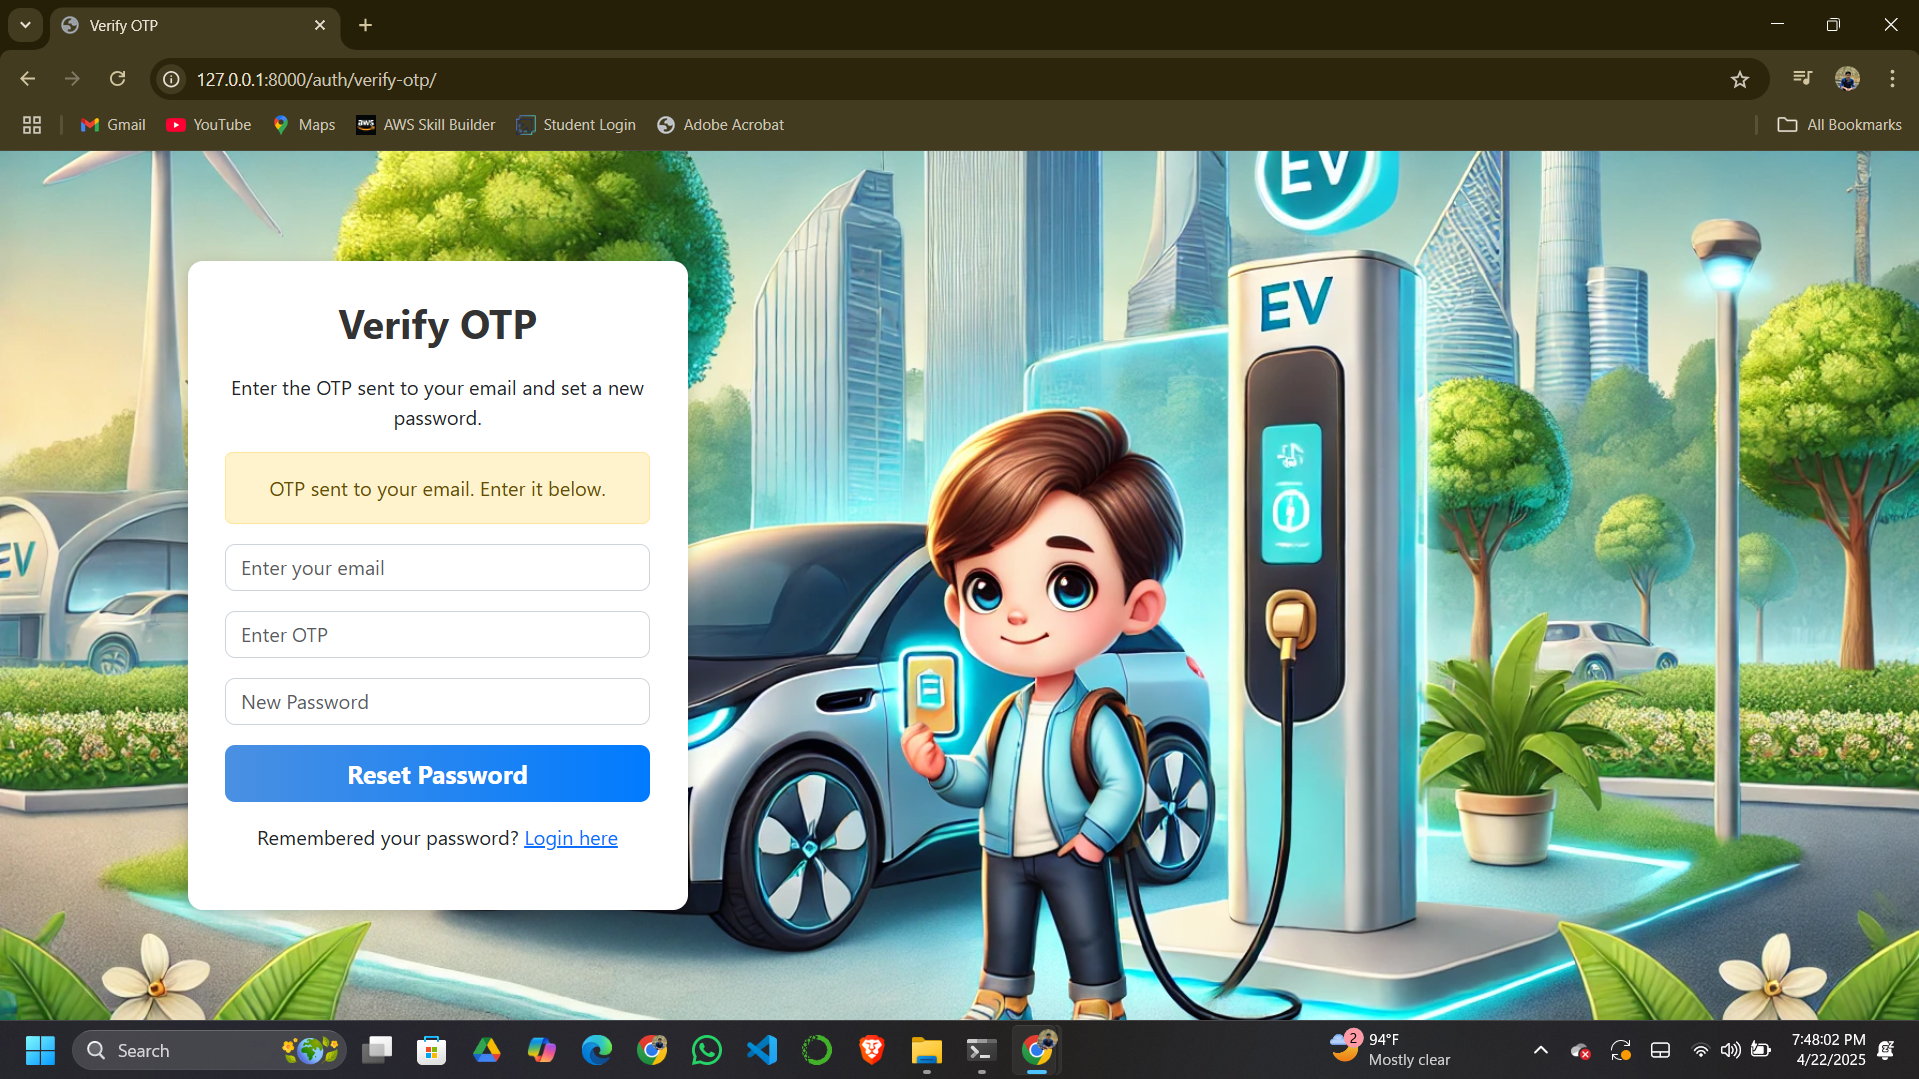 Verify OTP
127.0.0.1:8000/auth/verify-otp/
Gmail
YouTube
Maps
aws
AWS Skill Builder
Student Login
Adobe Acrobat
All Bookmarks
EV
EV
EV
Verify OTP
Enter the OTP sent to your email and set a new
password.
OTP sent to your email. Enter it below.
Enter your email
Enter OTP
New Password
Reset Password
Remembered your password? Login here
Search
2
94°F
Mostly clear
7:48:02 PM
4/22/2025